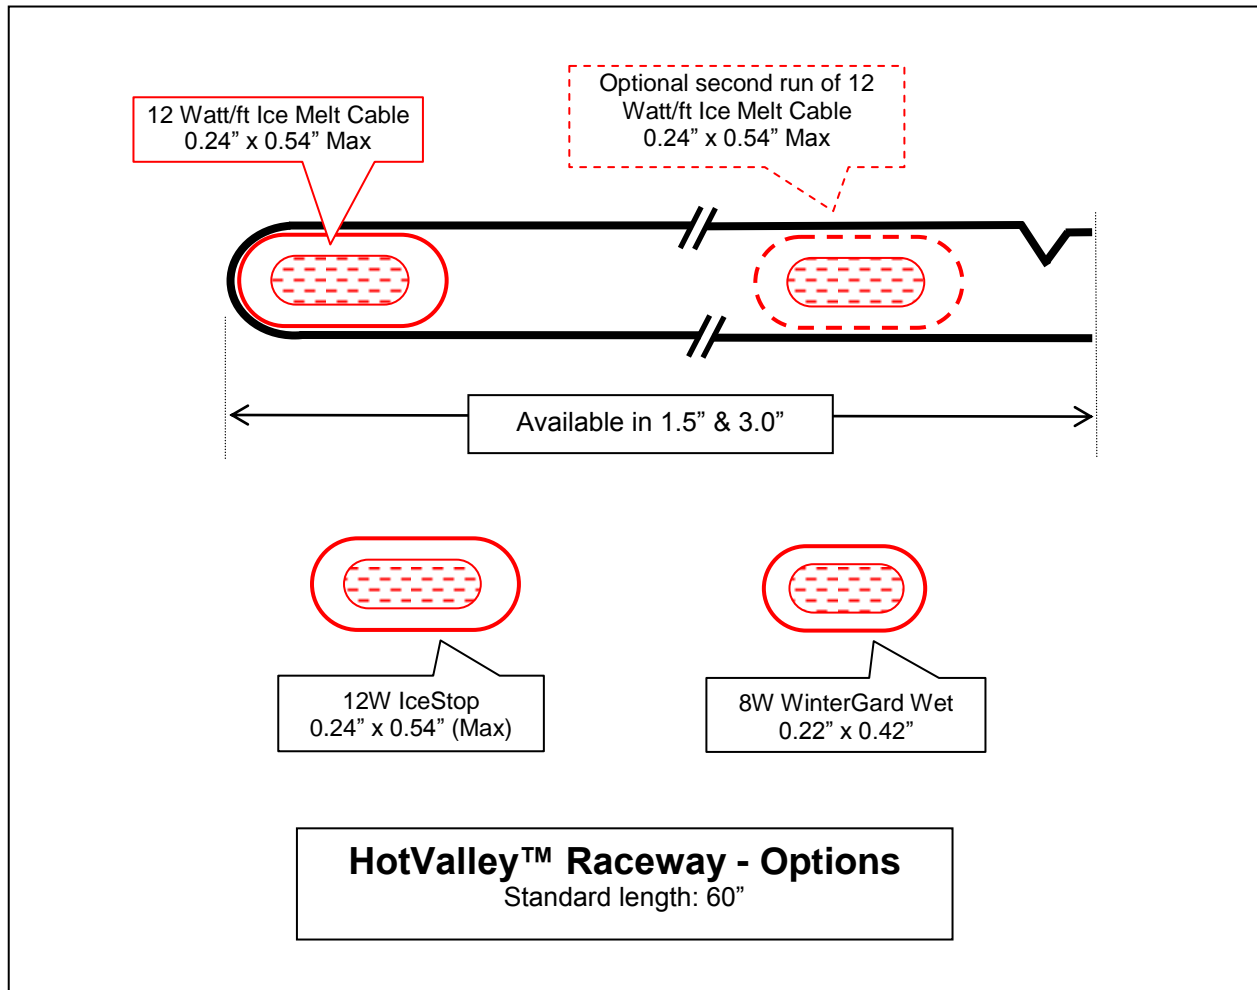 12 Watt/ft Ice Melt Cable
0.24” x 0.54” Max
Optional second run of 12
Watt/ft Ice Melt Cable
0.24” x 0.54” Max
Available in 1.5” & 3.0”
12W IceStop
0.24” x 0.54” (Max)
8W WinterGard Wet
0.22” x 0.42”
HotValley™ Raceway - Options
Standard length: 60”